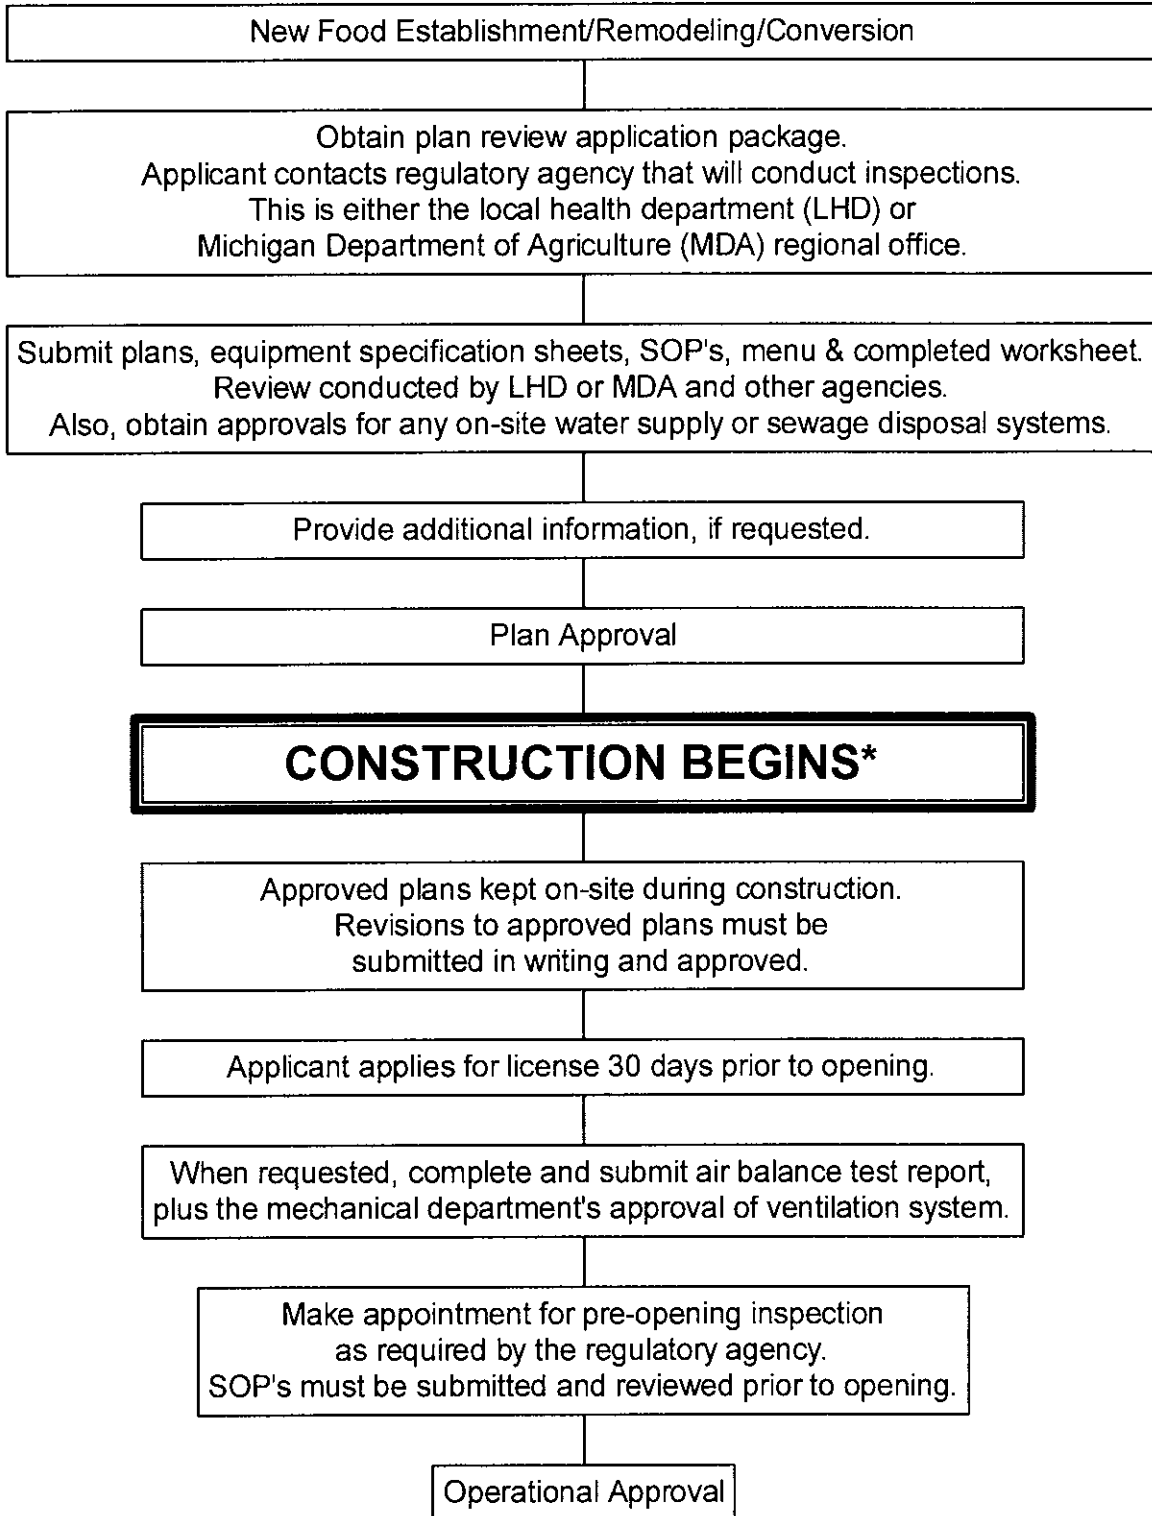 New Food Establishment/Remodeling/Conversion
Obtain plan review application package.
Applicant contacts regulatory agency that will conduct inspections.
This is either the local health department (LHD) or
Michigan Department of Agriculture (MDA) regional office.
Submit plans, equipment specification sheets, SOP's, menu & completed worksheet.
Review conducted by LHD or MDA and other agencies.
Also, obtain approvals for any on-site water supply or sewage disposal systems.
Provide additional information, if requested.
Plan Approval
CONSTRUCTION BEGINS*
Approved plans kept on-site during construction.
Revisions to approved plans must be
submitted in writing and approved.
Applicant applies for license 30 days prior to opening.
When requested, complete and submit air balance test report,
plus the mechanical department's approval of ventilation system.
Make appointment for pre-opening inspection
as required by the regulatory agency.
SOP's must be submitted and reviewed prior to opening.
Operational Approval